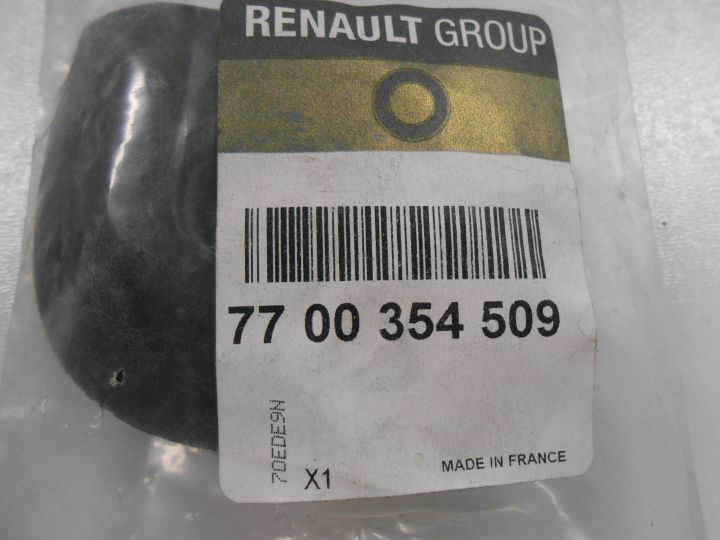 RENAULT GROUP
77 00 354 509
70EDE9N
X1
MADE IN FRANCE